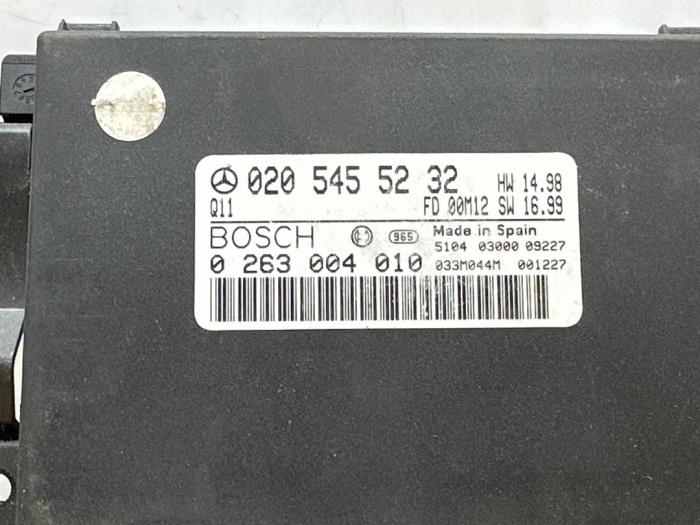 020 545 52 32 HW 14.98
Q11 FD 00M12 SW 16.99
BOSCH 965 Made in Spain
5104 03000 09227
0 263 004 010 033M044M 001227